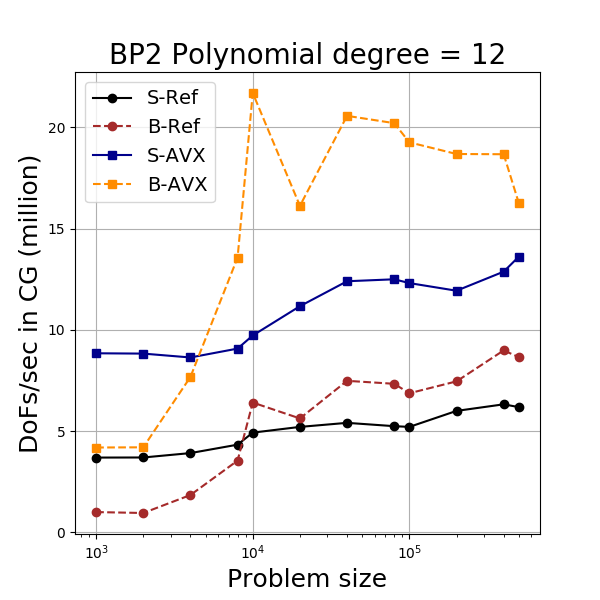 BP2 Polynomial degree = 12
S-Ref
B-Ref
S-AVX
B-AVX
DoFs/sec in CG (million)
20
15
10
5
0
10³ 10⁴ 10⁵
Problem size